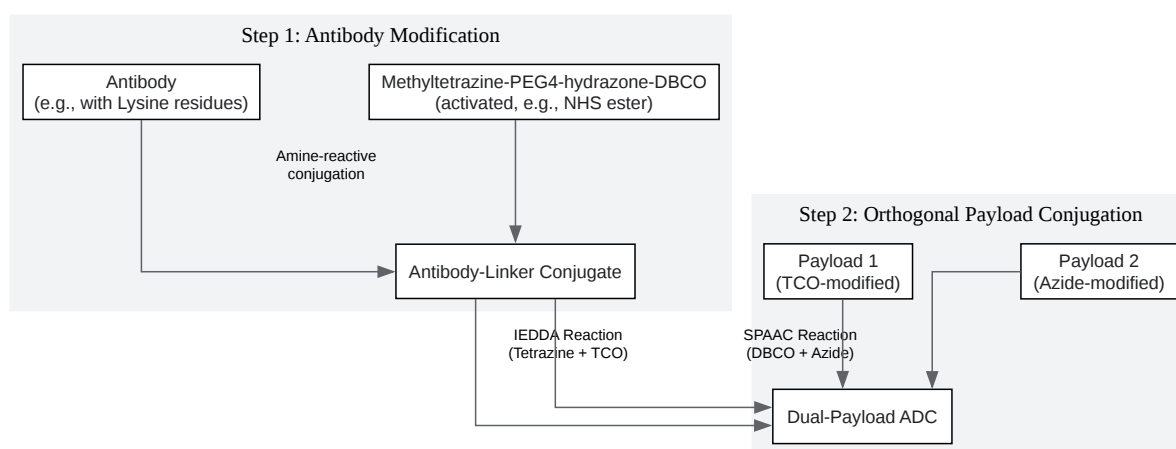 Step 1: Antibody Modification
Antibody
(e.g., with Lysine residues)
Methyltetrazine-PEG4-hydrazone-DBCO
(activated, e.g., NHS ester)
Amine-reactive
conjugation
Antibody-Linker Conjugate
Step 2: Orthogonal Payload Conjugation
Payload 1
(TCO-modified)
Payload 2
(Azide-modified)
IEDDA Reaction
(Tetrazine + TCO)
SPAAC Reaction
(DBCO + Azide)
Dual-Payload ADC